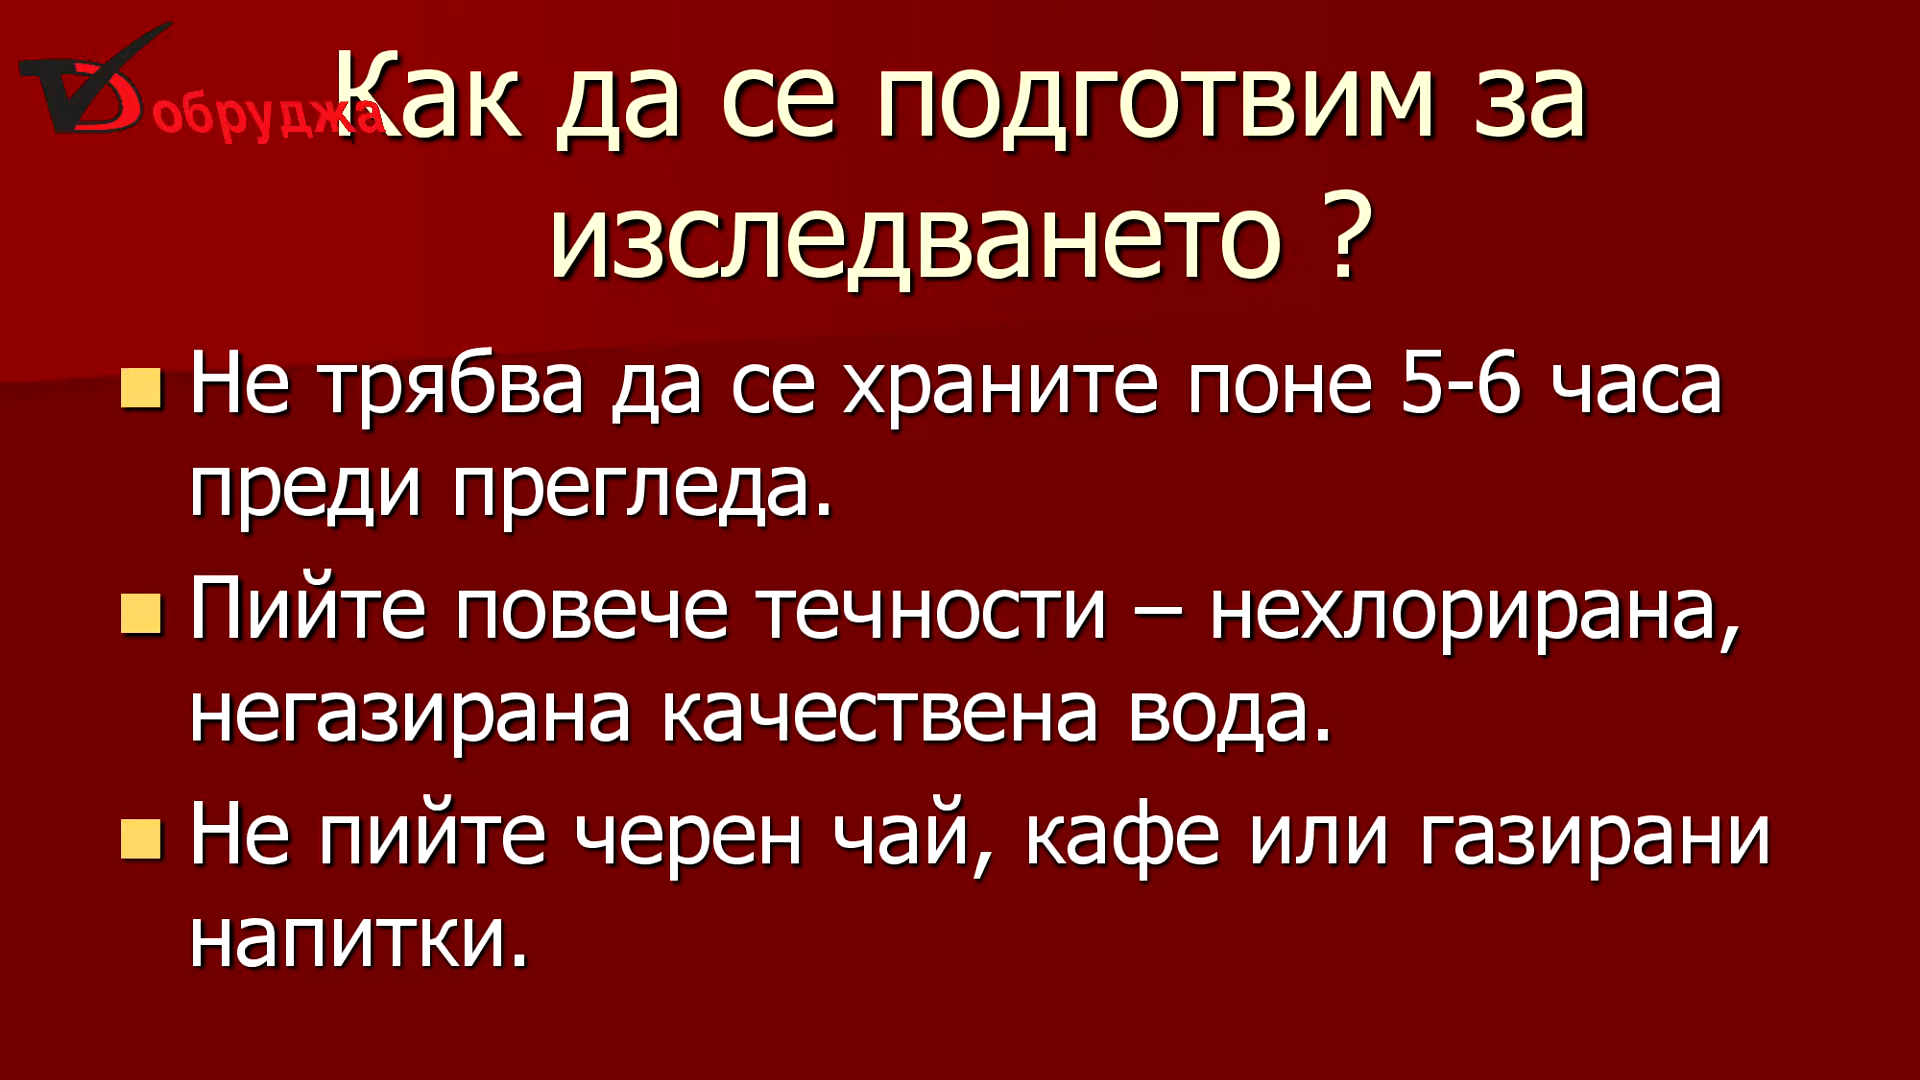 Добруджа
Как да се подготвим за
изследването ?
Не трябва да се храните поне 5-6 часа
преди прегледа.
Пийте повече течности – нехлорирана,
негазирана качествена вода.
Не пийте черен чай, кафе или газирани
напитки.